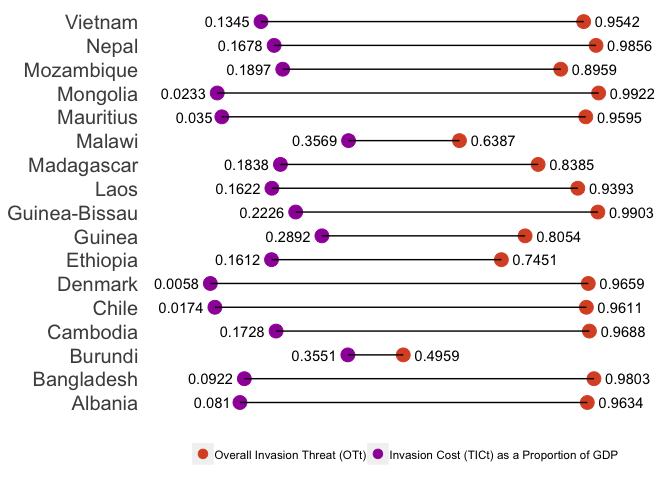 Vietnam 0.1345 0.9542
Nepal 0.1678 0.9856
Mozambique 0.1897 0.8959
Mongolia 0.0233 0.9922
Mauritius 0.035 0.9595
Malawi 0.3569 0.6387
Madagascar 0.1838 0.8385
Laos 0.1622 0.9393
Guinea-Bissau 0.2226 0.9903
Guinea 0.2892 0.8054
Ethiopia 0.1612 0.7451
Denmark 0.0058 0.9659
Chile 0.0174 0.9611
Cambodia 0.1728 0.9688
Burundi 0.3551 0.4959
Bangladesh 0.0922 0.9803
Albania 0.081 0.9634
Overall Invasion Threat (OTt) Invasion Cost (TICt) as a Proportion of GDP